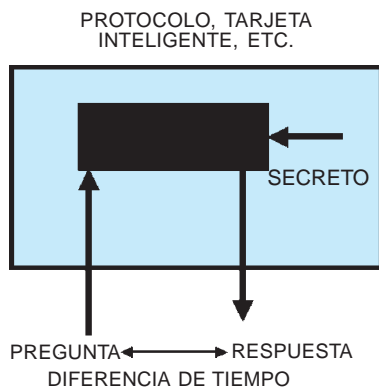 PROTOCOLO, TARJETA
INTELIGENTE, ETC.
SECRETO
PREGUNTA RESPUESTA
DIFERENCIA DE TIEMPO